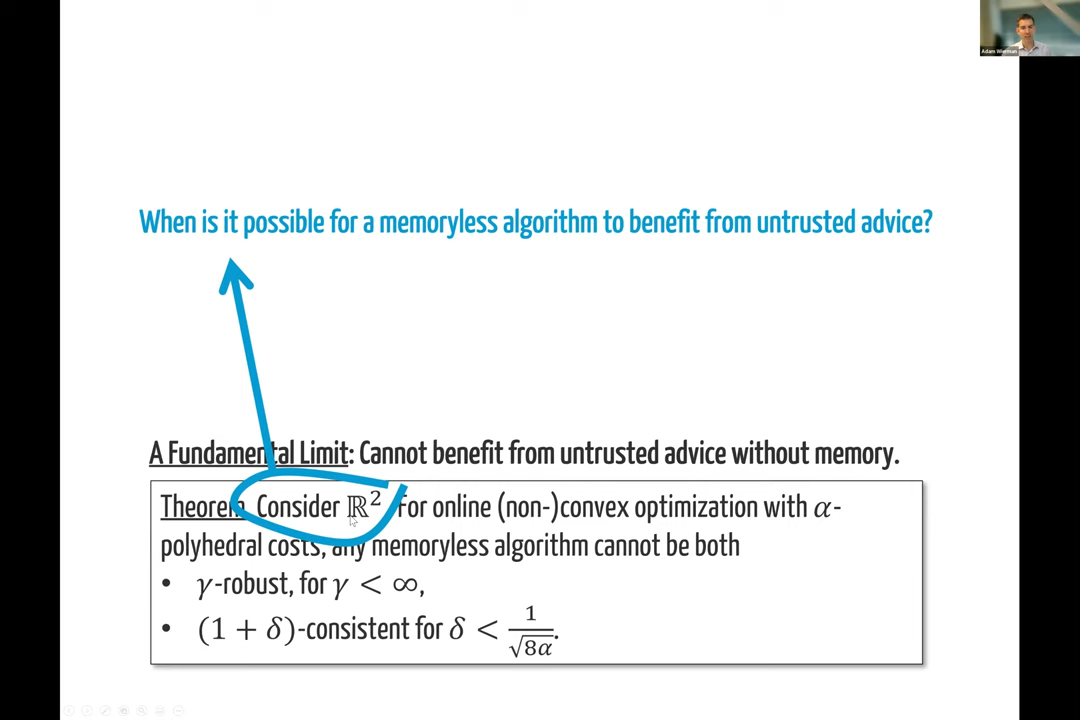 Adam Wierman
When is it possible for a memoryless algorithm to benefit from untrusted advice?
A Fundamental Limit: Cannot benefit from untrusted advice without memory.
Theorem Consider ℝ² For online (non-)convex optimization with α-
polyhedral costs, any memoryless algorithm cannot be both
• γ-robust, for γ < ∞,
• (1 + δ)-consistent for δ < 1/√8α.